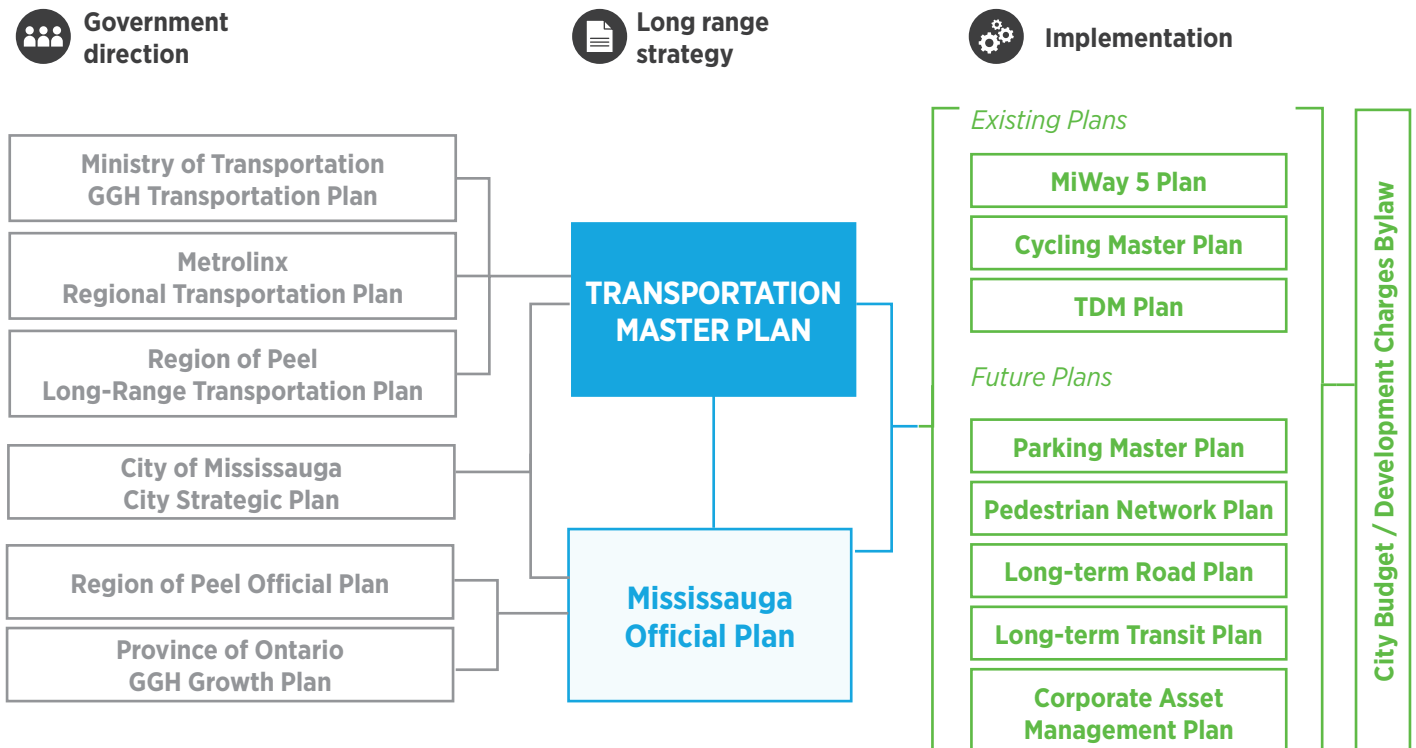 Government
direction
Long range
strategy
Implementation
Ministry of Transportation
GGH Transportation Plan
Metrolinx
Regional Transportation Plan
Region of Peel
Long-Range Transportation Plan
City of Mississauga
City Strategic Plan
Region of Peel Official Plan
Province of Ontario
GGH Growth Plan
TRANSPORTATION
MASTER PLAN
Mississauga
Official Plan
Existing Plans
MiWay 5 Plan
Cycling Master Plan
TDM Plan
Future Plans
Parking Master Plan
Pedestrian Network Plan
Long-term Road Plan
Long-term Transit Plan
Corporate Asset
Management Plan
City Budget / Development Charges Bylaw